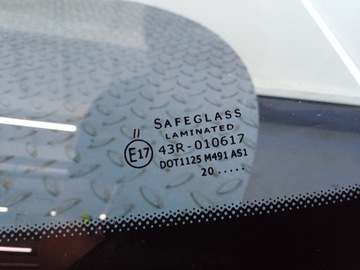 SAFEGLASS
LAMINATED
II
E17 43R-010617
DOT1125 M491 AS1
20 .....